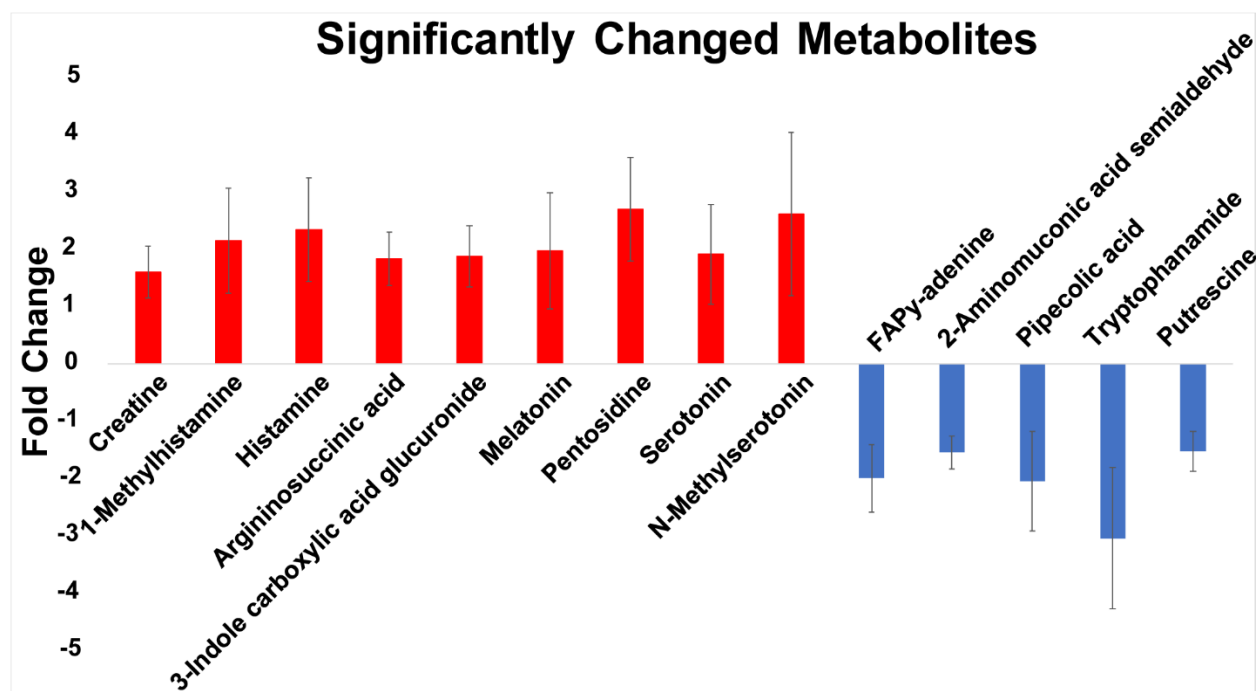 Significantly Changed Metabolites
Fold Change
5
4
3
2
1
0
-1
-2
-3
-4
-5
Creatine
1-Methylhistamine
Histamine
Argininosuccinic acid
3-Indole carboxylic acid glucuronide
Melatonin
Pentosidine
Serotonin
N-Methylserotonin
FAPy-adenine
2-Aminomuconic acid semialdehyde
Pipecolic acid
Tryptophanamide
Putrescine